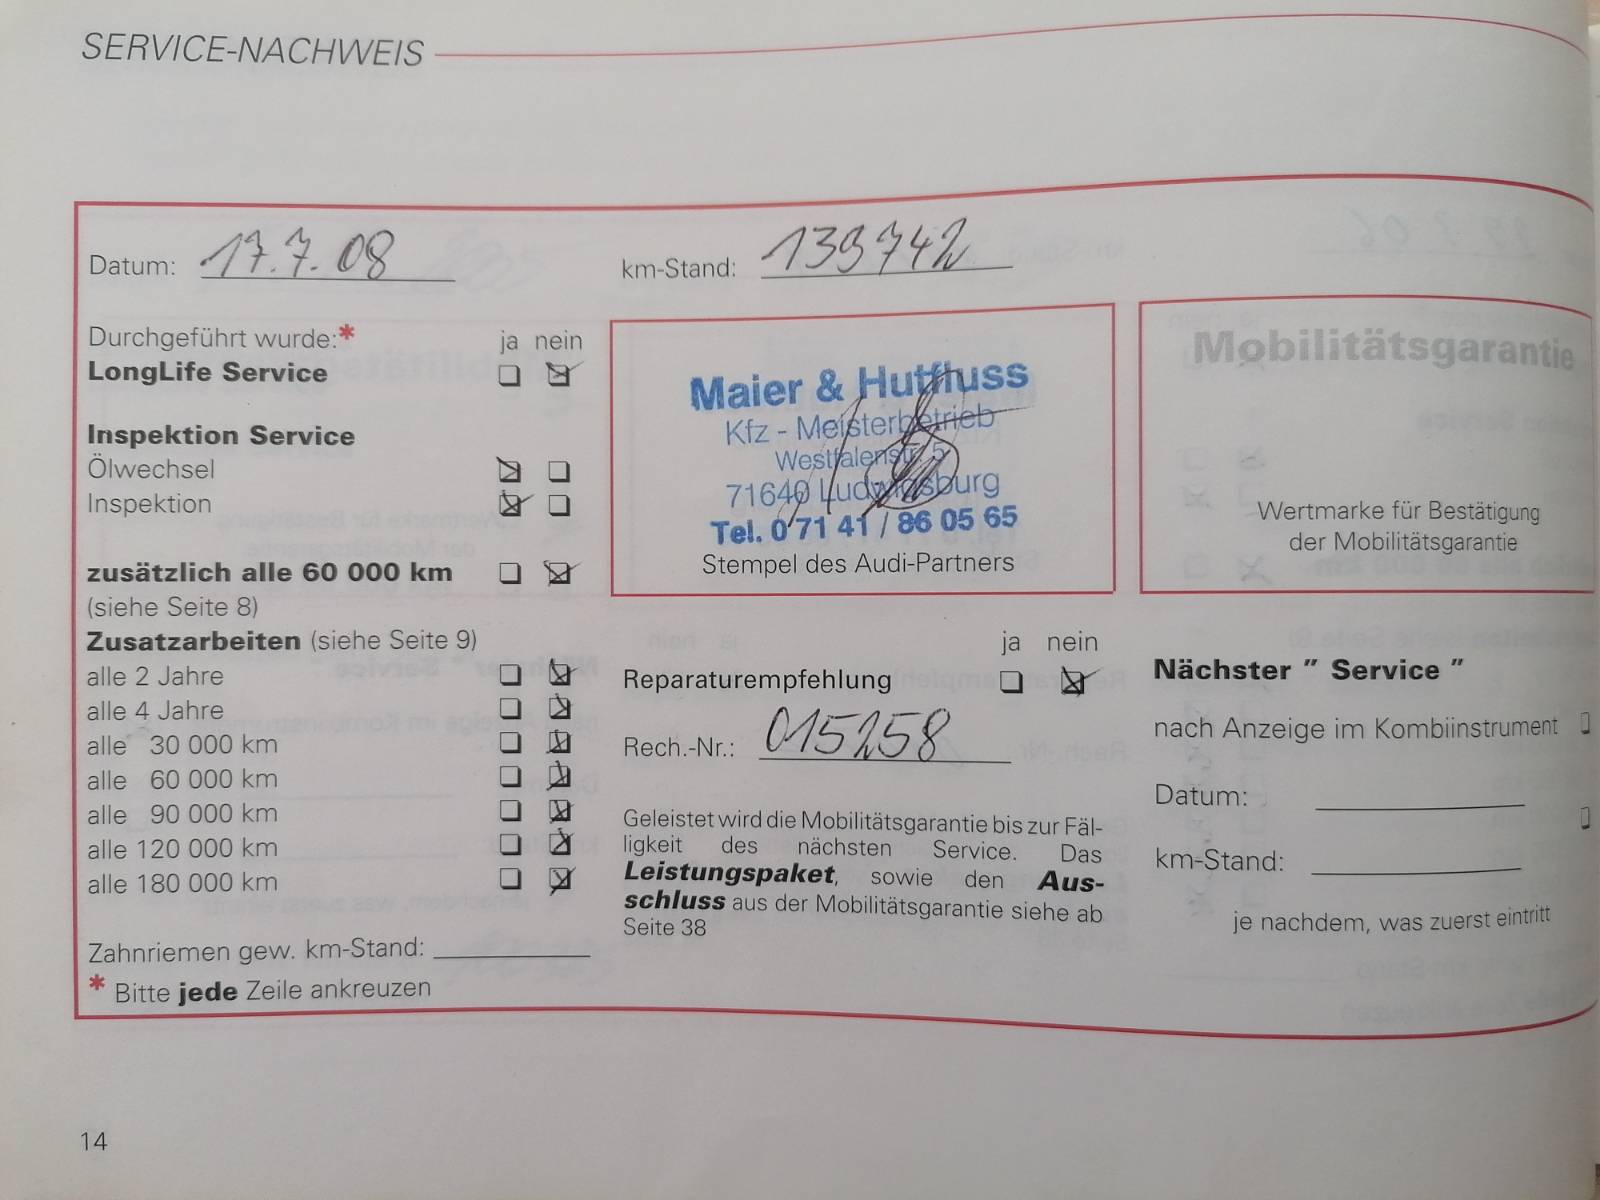 SERVICE-NACHWEIS
Datum: 17.7.08
km-Stand: 139742
Durchgeführt wurde:* ja nein
LongLife Service
Inspektion Service
Ölwechsel
Inspektion
zusätzlich alle 60 000 km
(siehe Seite 8)
Zusatzarbeiten (siehe Seite 9)
alle 2 Jahre
alle 4 Jahre
alle 30 000 km
alle 60 000 km
alle 90 000 km
alle 120 000 km
alle 180 000 km
Zahnriemen gew. km-Stand:
* Bitte jede Zeile ankreuzen
Maier & Hutfluss
Kfz - Meisterbetrieb
Westfalenstr. 5
71640 Ludwigsburg
Tel. 0 71 41 / 86 05 65
Stempel des Audi-Partners
ja nein
Reparaturempfehlung
Rech.-Nr.: 015258
Geleistet wird die Mobilitätsgarantie bis zur Fäl-
ligkeit des nächsten Service. Das
Leistungspaket, sowie den Aus-
schluss aus der Mobilitätsgarantie siehe ab
Seite 38
Mobilitätsgarantie
Wertmarke für Bestätigung
der Mobilitätsgarantie
Nächster " Service "
nach Anzeige im Kombiinstrument
Datum:
km-Stand:
je nachdem, was zuerst eintritt
14